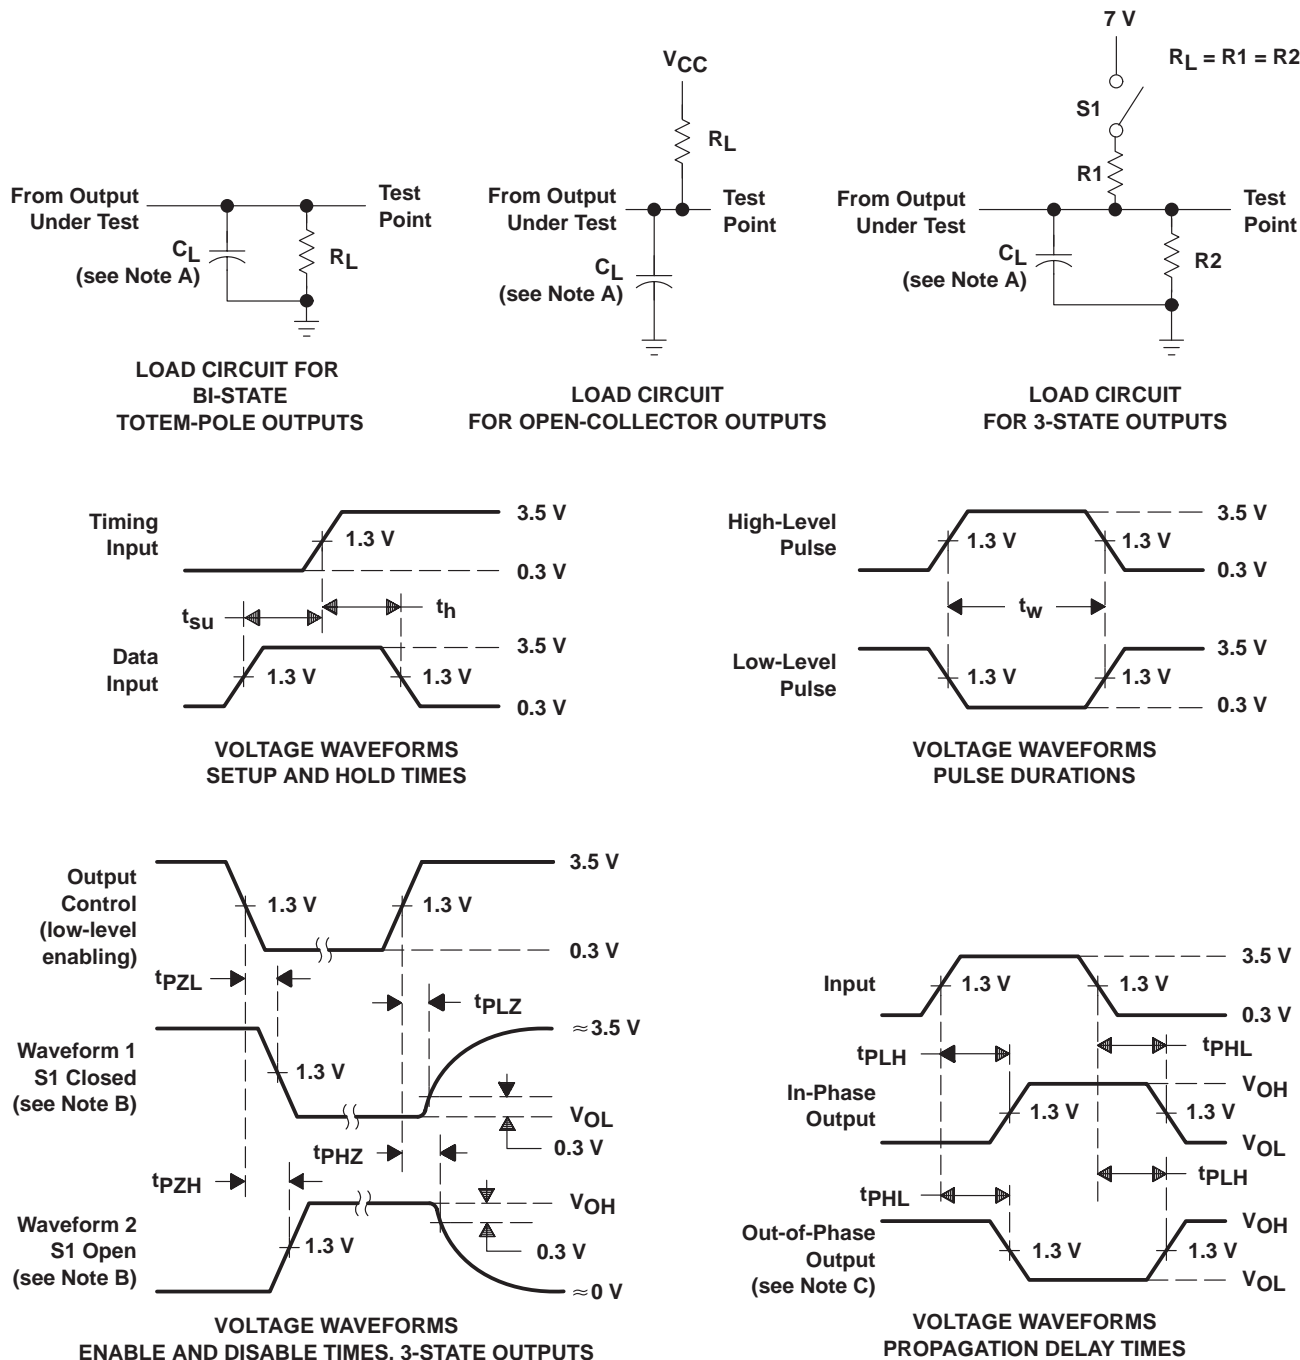 7 V
RL = R1 = R2
S1
R1
VCC
RL
From Output
Under Test
Test
Point
CL
(see Note A)
RL
From Output
Under Test
Test
Point
CL
(see Note A)
From Output
Under Test
Test
Point
CL
(see Note A)
R2
LOAD CIRCUIT FOR
BI-STATE
TOTEM-POLE OUTPUTS
LOAD CIRCUIT
FOR OPEN-COLLECTOR OUTPUTS
LOAD CIRCUIT
FOR 3-STATE OUTPUTS
Timing
Input
3.5 V
1.3 V
0.3 V
tsu
th
Data
Input
3.5 V
1.3 V
1.3 V
0.3 V
VOLTAGE WAVEFORMS
SETUP AND HOLD TIMES
High-Level
Pulse
3.5 V
1.3 V
1.3 V
0.3 V
tw
Low-Level
Pulse
3.5 V
1.3 V
1.3 V
0.3 V
VOLTAGE WAVEFORMS
PULSE DURATIONS
Output
Control
(low-level
enabling)
3.5 V
1.3 V
1.3 V
0.3 V
tPZL
tPLZ
Waveform 1
S1 Closed
(see Note B)
≈3.5 V
1.3 V
VOL
0.3 V
tPHZ
tPZH
Waveform 2
S1 Open
(see Note B)
VOH
1.3 V
0.3 V
≈0 V
VOLTAGE WAVEFORMS
ENABLE AND DISABLE TIMES, 3-STATE OUTPUTS
Input
3.5 V
1.3 V
1.3 V
0.3 V
tPLH
tPHL
In-Phase
Output
VOH
1.3 V
1.3 V
VOL
tPHL
tPLH
Out-of-Phase
Output
(see Note C)
VOH
1.3 V
1.3 V
VOL
VOLTAGE WAVEFORMS
PROPAGATION DELAY TIMES